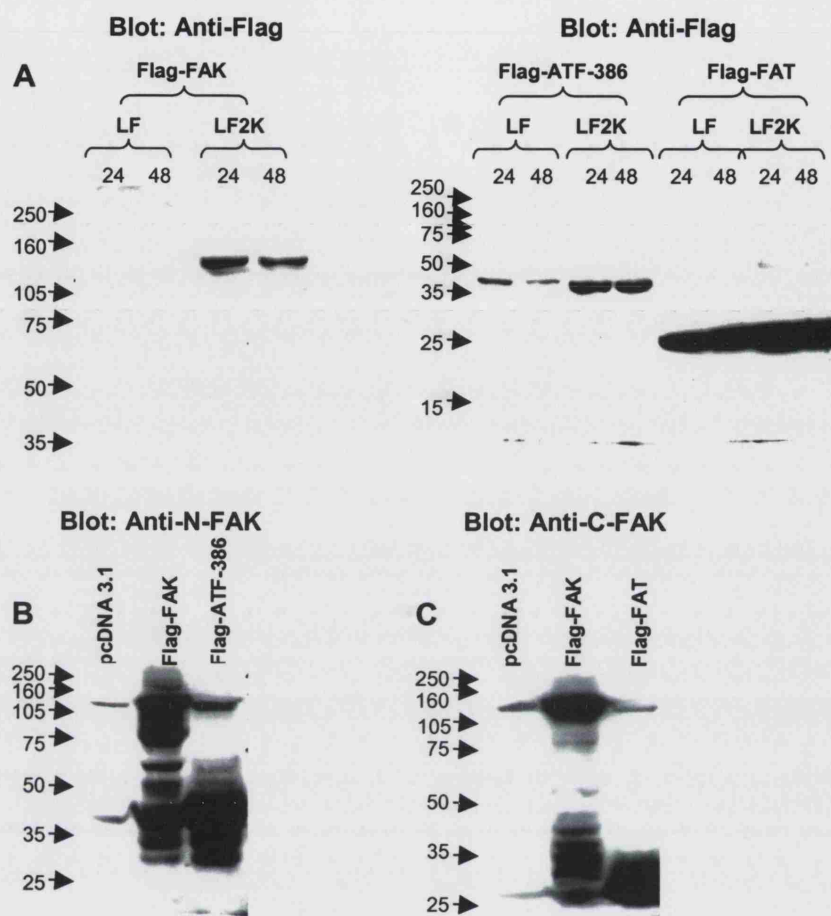 Blot: Anti-Flag
Blot: Anti-Flag
A
Flag-FAK
Flag-ATF-386
Flag-FAT
LF
LF2K
LF
LF2K
LF
LF2K
24
48
24
48
24
48
24
48
24
48
24
48
250
160
105
75
50
35
250
160
75
50
35
25
15
Blot: Anti-N-FAK
Blot: Anti-C-FAK
B
pcDNA 3.1
Flag-FAK
Flag-ATF-386
250
160
105
75
50
35
25
C
pcDNA 3.1
Flag-FAK
Flag-FAT
250
160
105
75
50
35
25